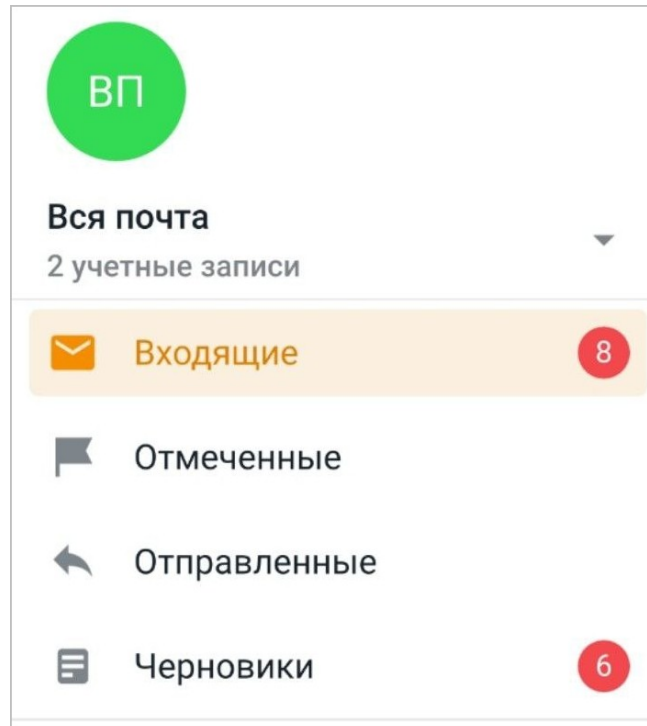 ВП
Вся почта
2 учетные записи
Входящие 8
Отмеченные
Отправленные
Черновики 6